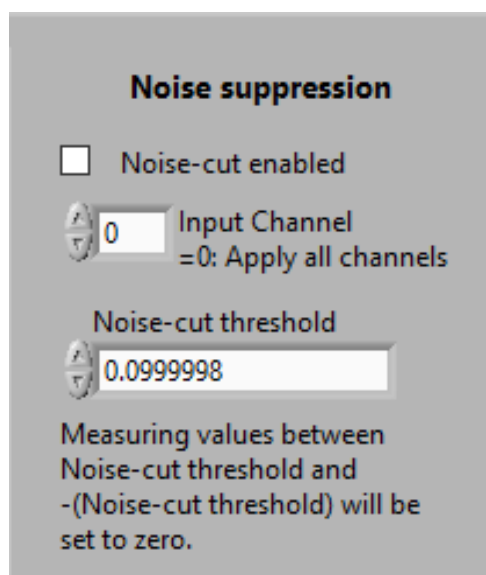 Noise suppression
Noise-cut enabled
0 Input Channel
=0: Apply all channels
Noise-cut threshold
0.0999998
Measuring values between
Noise-cut threshold and
-(Noise-cut threshold) will be
set to zero.